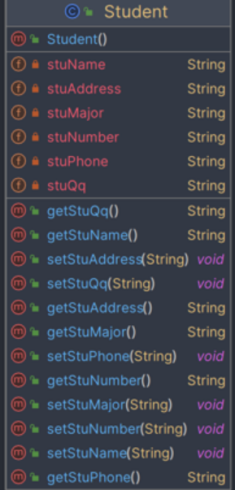 Student
Student()
stuName String
stuAddress String
stuMajor String
stuNumber String
stuPhone String
stuQq String
getStuQq() String
getStuName() String
setStuAddress(String) void
setStuQq(String) void
getStuAddress() String
getStuMajor() String
setStuPhone(String) void
getStuNumber() String
setStuMajor(String) void
setStuNumber(String) void
setStuName(String) void
getStuPhone() String